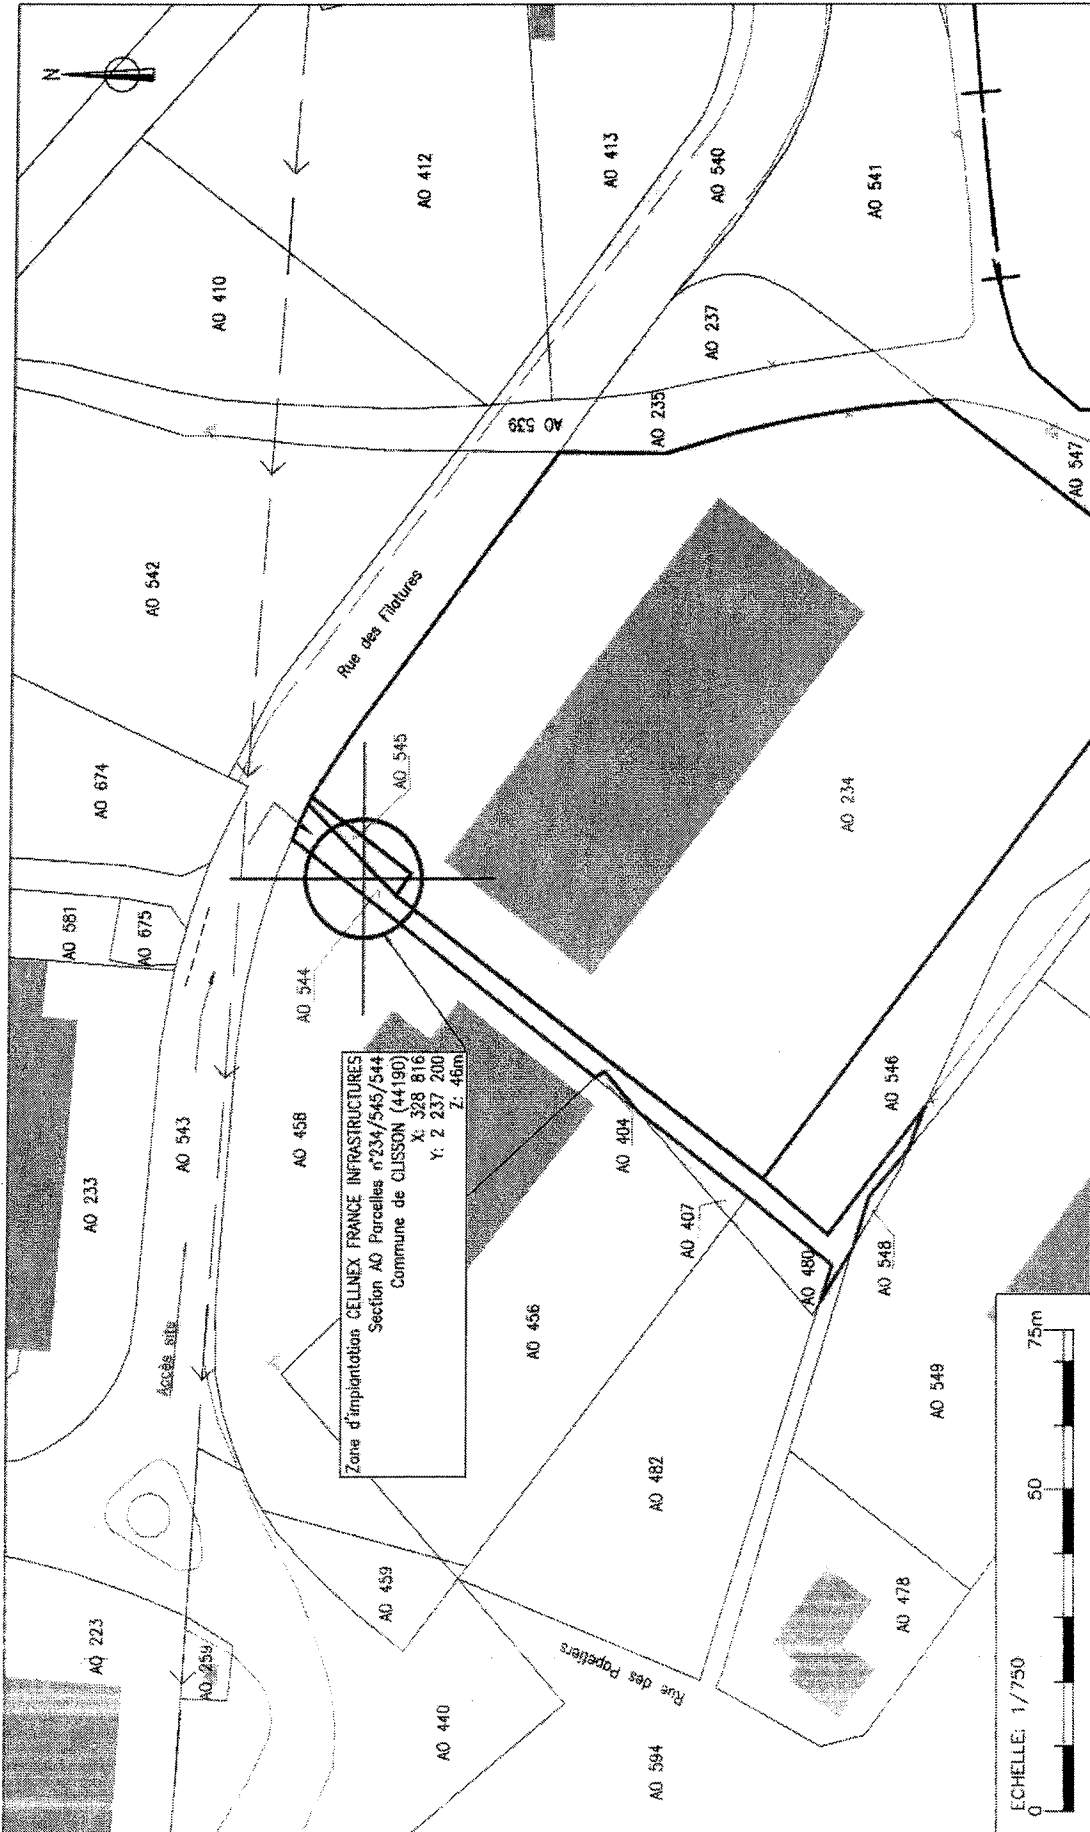 N
AO 223
AO 259
AO 233
Accès site
AO 543
AO 581
AO 675
AO 674
AO 542
AO 410
AO 412
AO 413
AO 540
AO 541
AO 237
AO 235
AO 539
AO 547
Rue des Filatures
AO 545
AO 544
AO 458
Zone d'implantation CELLNEX FRANCE INFRASTRUCTURES
Section AO Parcelles n°234/545/544
Commune de CLISSON (44190)
X: 328 816
Y: 2 237 200
Z: 46m
AO 234
AO 459
AO 456
AO 404
AO 407
AO 546
AO 480
AO 548
AO 482
AO 549
AO 440
Rue des Papetiers
AO 594
AO 478
ECHELLE: 1/750
0 50 75m